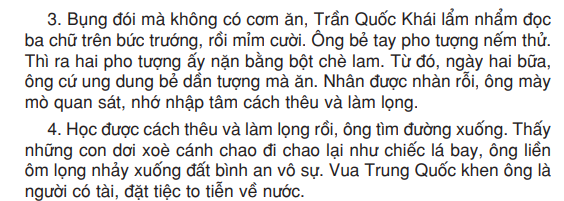 3. Bụng đói mà không có cơm ăn, Trần Quốc Khái lẩm nhẩm đọc
ba chữ trên bức trướng, rồi mỉm cười. Ông bẻ tay pho tượng nếm thử.
Thì ra hai pho tượng ấy nặn bằng bột chè lam. Từ đó, ngày hai bữa,
ông cứ ung dung bẻ dần tượng mà ăn. Nhân được nhàn rỗi, ông mày
mò quan sát, nhớ nhập tâm cách thêu và làm lọng.
4. Học được cách thêu và làm lọng rồi, ông tìm đường xuống. Thấy
những con dơi xoè cánh chao đi chao lại như chiếc lá bay, ông liền
ôm lọng nhảy xuống đất bình an vô sự. Vua Trung Quốc khen ông là
người có tài, đặt tiệc to tiễn về nước.